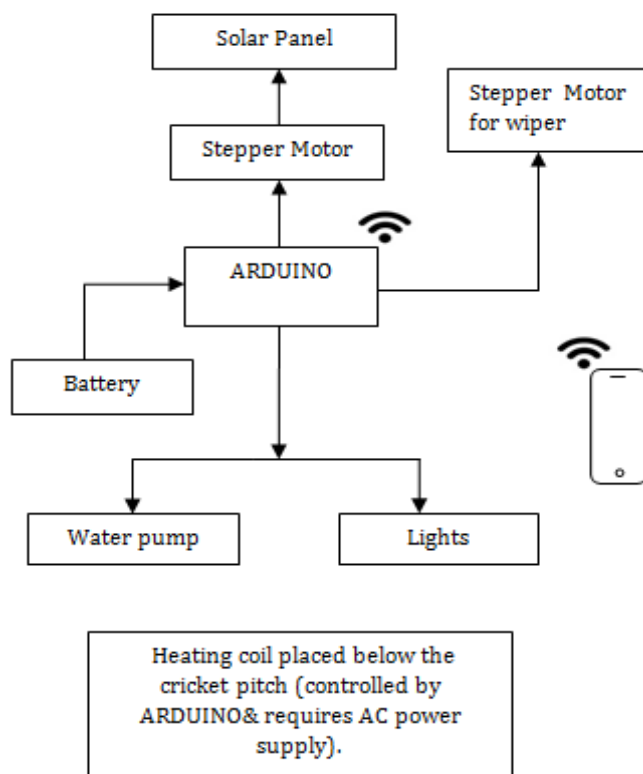 Solar Panel
Stepper Motor
for wiper
Stepper Motor
ARDUINO
Battery
Water pump
Lights
Heating coil placed below the
cricket pitch (controlled by
ARDUINO& requires AC power
supply).